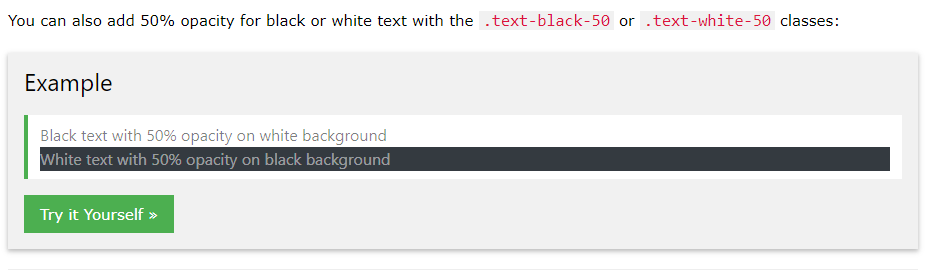 You can also add 50% opacity for black or white text with the .text-black-50 or .text-white-50 classes:
Example
Black text with 50% opacity on white background
White text with 50% opacity on black background
Try it Yourself »